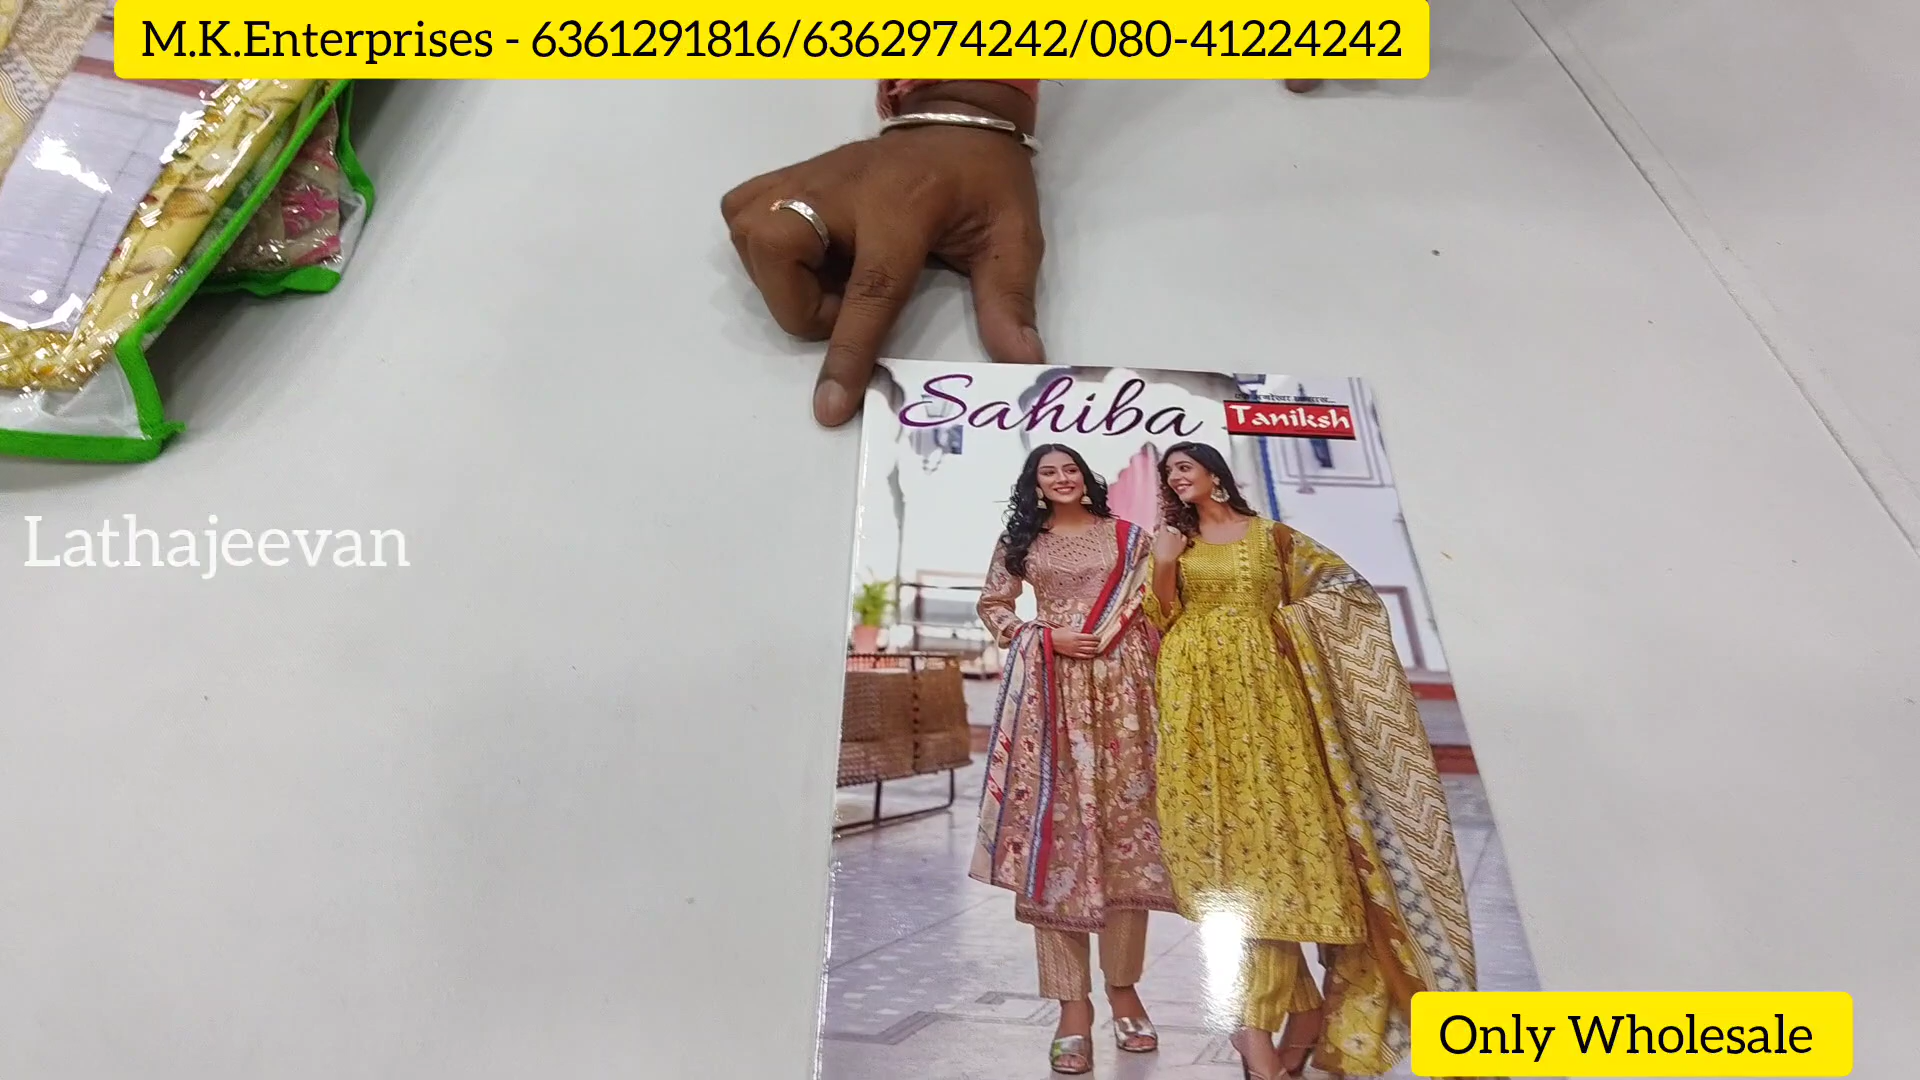 M.K.Enterprises - 6361291816/6362974242/080-41224242
Sahiba
Taniksh
Lathajeevan
Only Wholesale